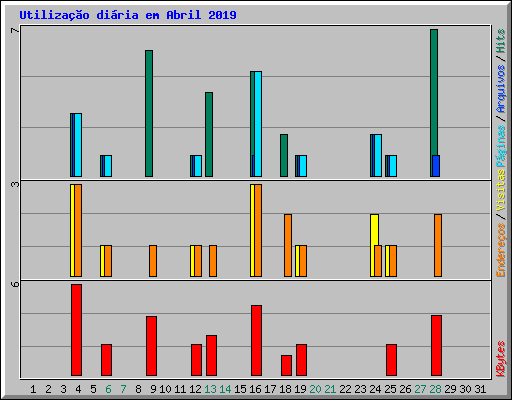 Utilização diária em Abril 2019
7
3
6
Hits / Arquivos / Páginas
Visitas / Endereços
KBytes
1 2 3 4 5 6 7 8 9 10 11 12 13 14 15 16 17 18 19 20 21 22 23 24 25 26 27 28 29 30 31